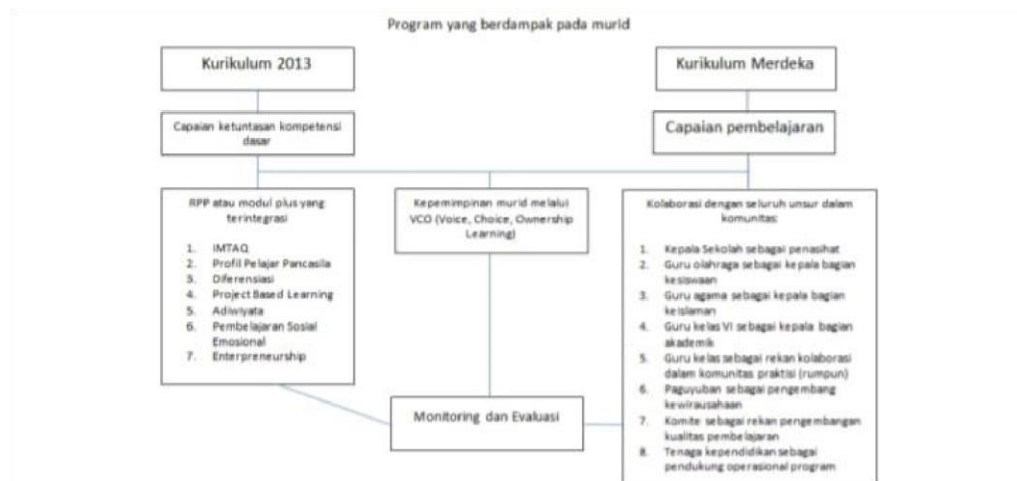 Program yang berdampak pada murid
Kurikulum 2013
Kurikulum Merdeka
Capaian ketuntasan kompetensi
dasar
Capaian pembelajaran
RPP atau modul plus yang
terintegrasi
1. IMTAQ
2. Profil Pelajar Pancasila
3. Diferensiasi
4. Project Based Learning
5. Adiwiyata
6. Pembelajaran Sosial
Emosional
7. Enterpreneurship
Kepemimpinan murid melalui
VCO (Voice, Choice, Ownership
Learning)
Kolaborasi dengan seluruh unsur dalam
komunitas:
1. Kepala Sekolah sebagai penasihat
2. Guru olahraga sebagai kepala bagian
kesiswaan
3. Guru agama sebagai kepala bagian
keislaman
4. Guru kelas VI sebagai kepala bagian
akademik
5. Guru kelas sebagai rekan kolaborasi
dalam komunitas praktisi (rumpun)
6. Paguyuban sebagai pengembang
kewirausahaan
7. Komite sebagai rekan pengembangan
kualitas pembelajaran
8. Tenaga kependidikan sebagai
pendukung operasional program
Monitoring dan Evaluasi